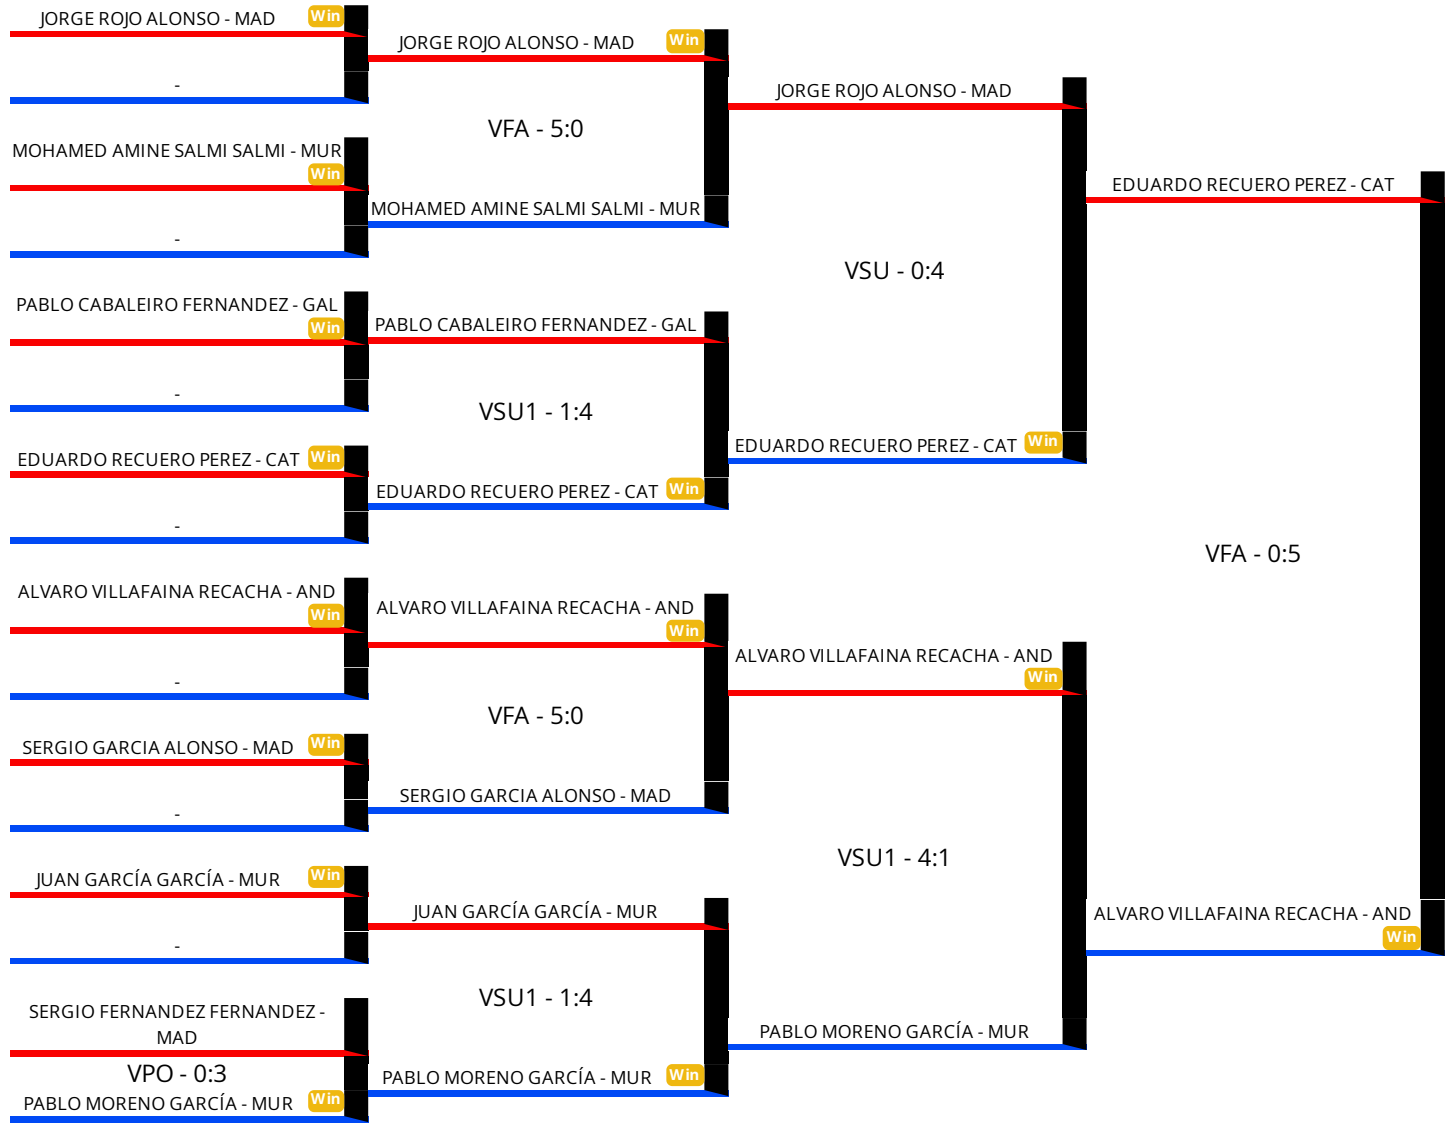 JORGE ROJO ALONSO - MAD
Win
-
MOHAMED AMINE SALMI SALMI - MUR
Win
-
PABLO CABALEIRO FERNANDEZ - GAL
Win
-
EDUARDO RECUERO PEREZ - CAT
Win
-
ALVARO VILLAFAINA RECACHA - AND
Win
-
SERGIO GARCIA ALONSO - MAD
Win
-
JUAN GARCÍA GARCÍA - MUR
Win
-
SERGIO FERNANDEZ FERNANDEZ -
MAD
VPO - 0:3
PABLO MORENO GARCÍA - MUR
Win
JORGE ROJO ALONSO - MAD
Win
VFA - 5:0
MOHAMED AMINE SALMI SALMI - MUR
PABLO CABALEIRO FERNANDEZ - GAL
VSU1 - 1:4
EDUARDO RECUERO PEREZ - CAT
Win
ALVARO VILLAFAINA RECACHA - AND
Win
VFA - 5:0
SERGIO GARCIA ALONSO - MAD
JUAN GARCÍA GARCÍA - MUR
VSU1 - 1:4
PABLO MORENO GARCÍA - MUR
Win
JORGE ROJO ALONSO - MAD
VSU - 0:4
EDUARDO RECUERO PEREZ - CAT
Win
ALVARO VILLAFAINA RECACHA - AND
Win
VSU1 - 4:1
PABLO MORENO GARCÍA - MUR
EDUARDO RECUERO PEREZ - CAT
VFA - 0:5
ALVARO VILLAFAINA RECACHA - AND
Win